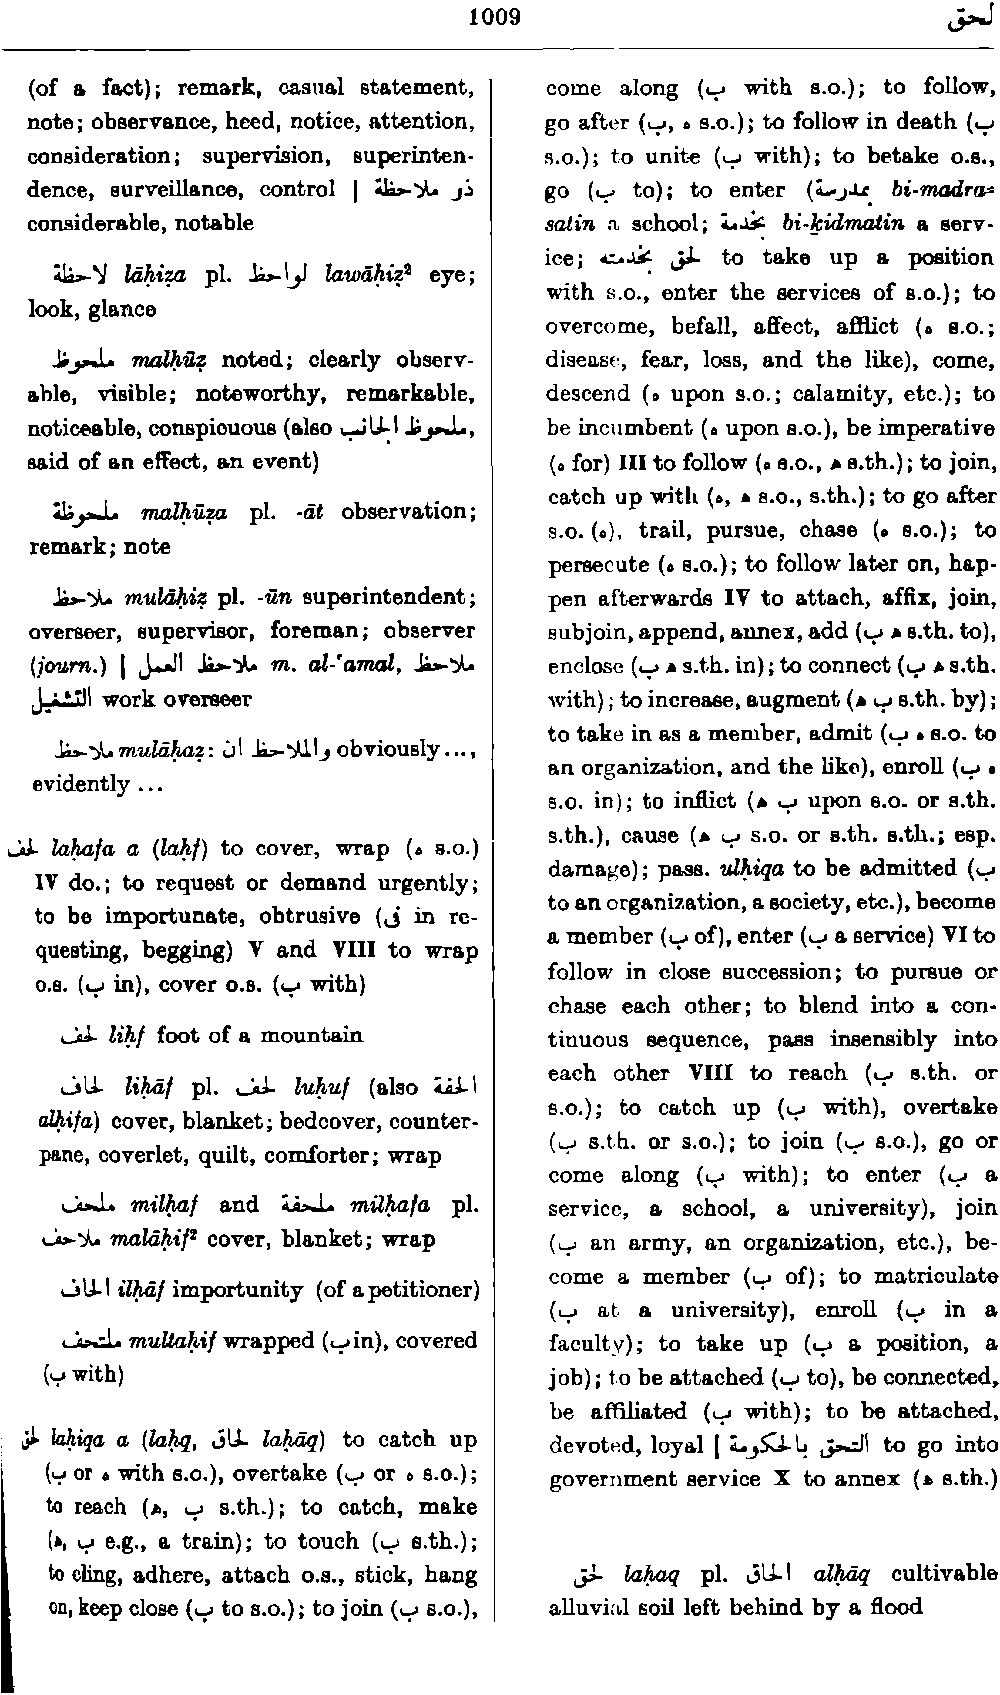 1009
لحق
(of a fact); remark, casual statement,
note; observance, heed, notice, attention,
consideration; supervision, superinten-
dence, surveillance, control | ذو ملاحظة
considerable, notable
لاحظة lāḥiẓa pl. لواحظ lawāḥiẓ² eye;
look, glance
ملحوظ malḥūẓ noted; clearly observ-
able, visible; noteworthy, remarkable,
noticeable, conspicuous (also ملحوظ الجانب,
said of an effect, an event)
ملحوظة malḥūẓa pl. -āt observation;
remark; note
ملاحظ mulāḥiẓ pl. -ūn superintendent;
overseer, supervisor, foreman; observer
(journ.) | ملاحظ العمل m. al-ʿamal, ملاحظ
التشغيل work overseer
ملاحظ mulāḥaẓ: والملاحظ ان obviously ...,
evidently ...
لحف laḥafa a (laḥf) to cover, wrap (ه s.o.)
IV do.; to request or demand urgently;
to be importunate, obtrusive (في in re-
questing, begging) V and VIII to wrap
o.s. (ب in), cover o.s. (ب with)
لحف liḥf foot of a mountain
لحاف liḥāf pl. لحف luḥuf (also الحفة
alḥifa) cover, blanket; bedcover, counter-
pane, coverlet, quilt, comforter; wrap
ملحف milḥaf and ملحفة milḥafa pl.
ملاحف malāḥif² cover, blanket; wrap
الحاف ilḥāf importunity (of a petitioner)
ملتحف multaḥif wrapped (ب in), covered
(ب with)
لحق laḥiqa a (laḥq, لحاق laḥāq) to catch up
(ب or ه with s.o.), overtake (ب or ه s.o.);
to reach (ه, ب s.th.); to catch, make
(ه, ب e.g., a train); to touch (ب s.th.);
to cling, adhere, attach o.s., stick, hang
on, keep close (ب to s.o.); to join (ب s.o.),
come along (ب with s.o.); to follow,
go after (ب, ه s.o.); to follow in death (ب
s.o.); to unite (ب with); to betake o.s.,
go (ب to); to enter (بمدرسة bi-madra-
satin a school; بخدمة bi-ḵidmatin a serv-
ice; لحق بخدمته to take up a position
with s.o., enter the services of s.o.); to
overcome, befall, affect, afflict (ه s.o.;
disease, fear, loss, and the like), come,
descend (ه upon s.o.; calamity, etc.); to
be incumbent (ه upon s.o.), be imperative
(ه for) III to follow (ه s.o., ه s.th.); to join,
catch up with (ه, ه s.o., s.th.); to go after
s.o. (ه), trail, pursue, chase (ه s.o.); to
persecute (ه s.o.); to follow later on, hap-
pen afterwards IV to attach, affix, join,
subjoin, append, annex, add (ب ه s.th. to),
enclose (ب ه s.th. in); to connect (ب ه s.th.
with); to increase, augment (ه ب s.th. by);
to take in as a member, admit (ب ه s.o. to
an organization, and the like), enroll (ب ه
s.o. in); to inflict (ه ب upon s.o. or s.th.
s.th.), cause (ه ب s.o. or s.th. s.th.; esp.
damage); pass. ulḥiqa to be admitted (ب
to an organization, a society, etc.), become
a member (ب of), enter (ب a service) VI to
follow in close succession; to pursue or
chase each other; to blend into a con-
tinuous sequence, pass insensibly into
each other VIII to reach (ب s.th. or
s.o.); to catch up (ب with), overtake
(ب s.th. or s.o.); to join (ب s.o.), go or
come along (ب with); to enter (ب a
service, a school, a university), join
(ب an army, an organization, etc.), be-
come a member (ب of); to matriculate
(ب at a university), enroll (ب in a
faculty); to take up (ب a position, a
job); to be attached (ب to), be connected,
be affiliated (ب with); to be attached,
devoted, loyal | التحق بالحكومة to go into
government service X to annex (ه s.th.)
لحق laḥaq pl. الحاق alḥāq cultivable
alluvial soil left behind by a flood